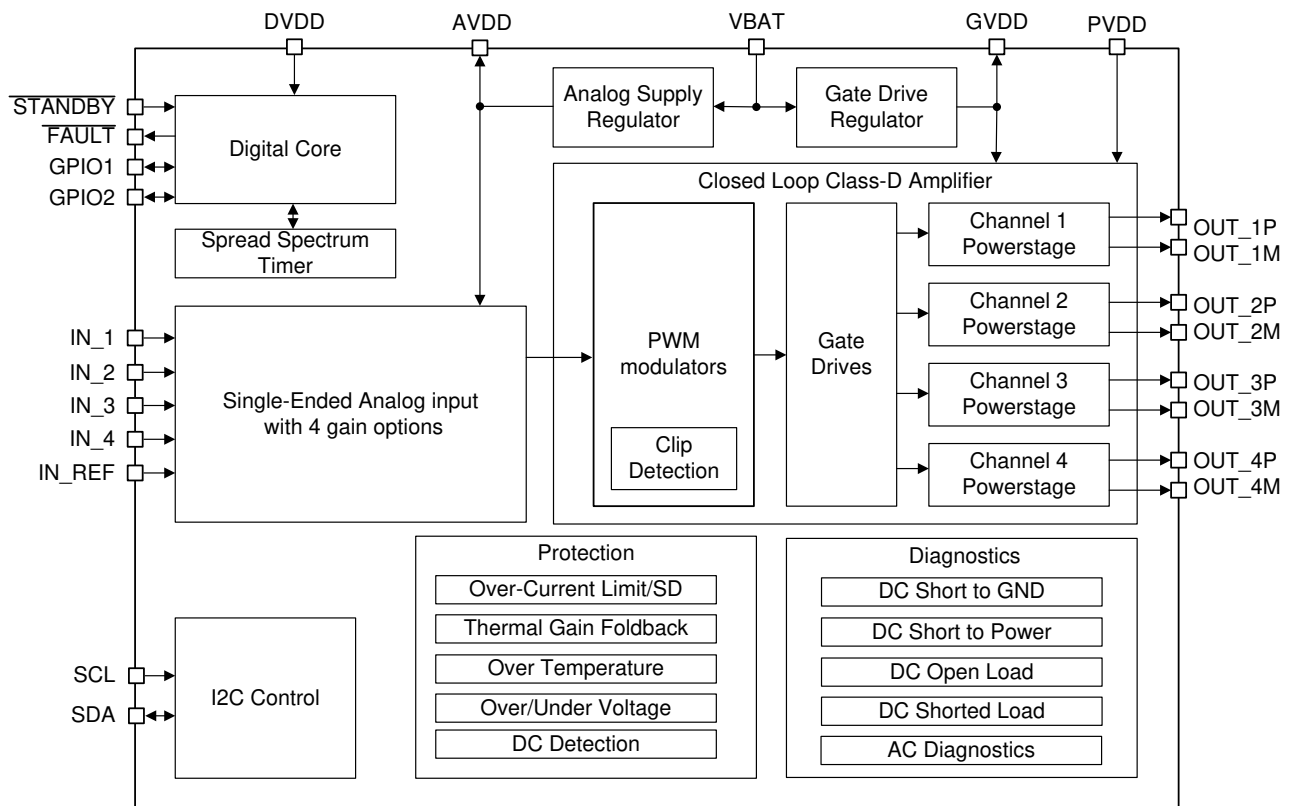 DVDD
AVDD
VBAT
GVDD
PVDD
STANDBY
FAULT
GPIO1
GPIO2
Digital Core
Analog Supply
Regulator
Gate Drive
Regulator
Spread Spectrum
Timer
Closed Loop Class-D Amplifier
IN_1
IN_2
IN_3
IN_4
IN_REF
Single-Ended Analog input
with 4 gain options
PWM
modulators
Clip
Detection
Gate
Drives
Channel 1
Powerstage
Channel 2
Powerstage
Channel 3
Powerstage
Channel 4
Powerstage
OUT_1P
OUT_1M
OUT_2P
OUT_2M
OUT_3P
OUT_3M
OUT_4P
OUT_4M
SCL
SDA
I2C Control
Protection
Over-Current Limit/SD
Thermal Gain Foldback
Over Temperature
Over/Under Voltage
DC Detection
Diagnostics
DC Short to GND
DC Short to Power
DC Open Load
DC Shorted Load
AC Diagnostics